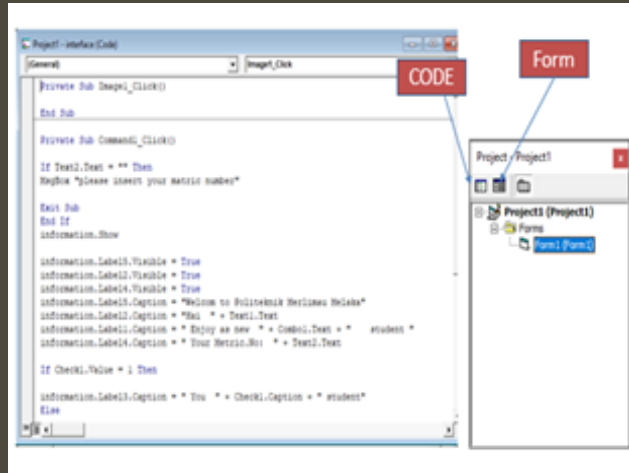 Project1 - interface (Code)
(General)
Image1_Click
Private Sub Image1_Click()
End Sub
Private Sub Command1_Click()
If Text2.Text = "" Then
MsgBox "please insert your matric number"
Exit Sub
End If
information.Show
information.Label5.Visible = True
information.Label2.Visible = True
information.Label4.Visible = True
information.Label5.Caption = "Welcom to Politeknik Merlimau Melaka"
information.Label2.Caption = "Hai " + Text1.Text
information.Label1.Caption = " Enjoy as new " + Combo1.Text + " student "
information.Label4.Caption = " Your Metric.No: " + Text2.Text
If Check1.Value = 1 Then
information.Label3.Caption = " You " + Check1.Caption + " student"
Else
CODE
Form
Project - Project1
Project1 (Project1)
Forms
Form1 (Form1)